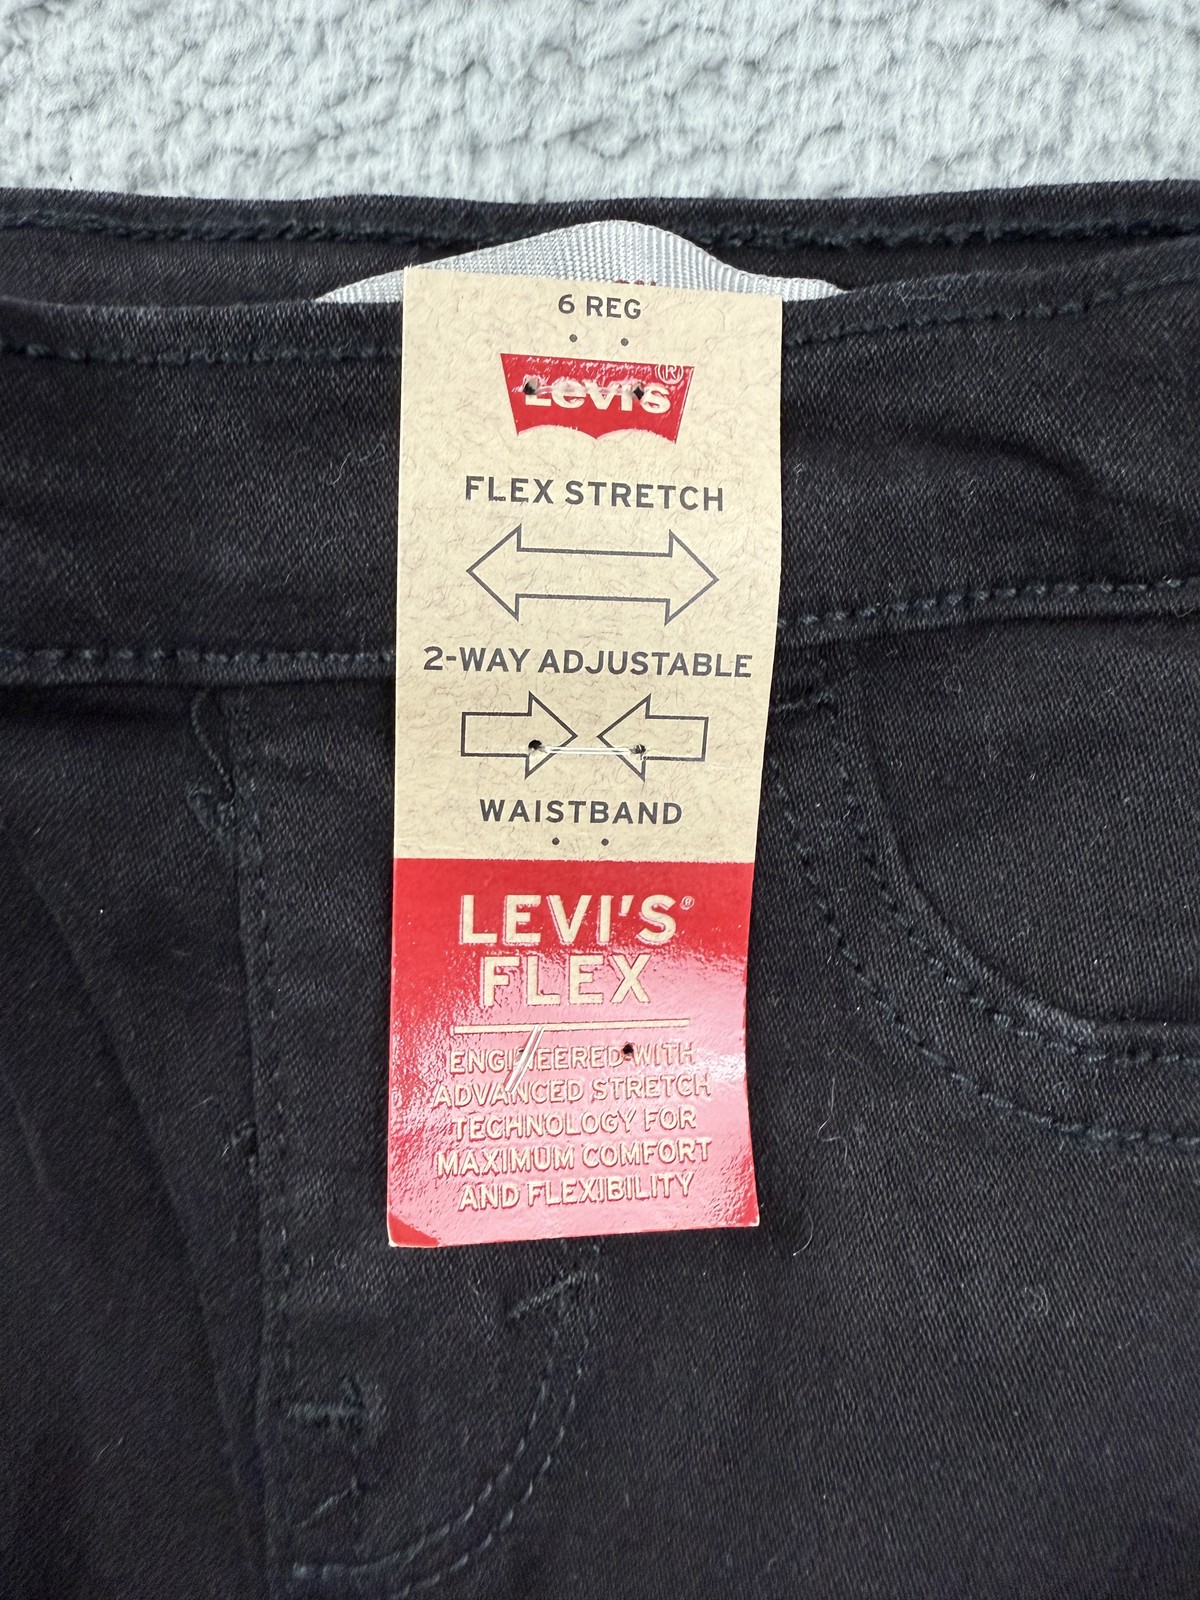 6 REG
Levi's®
FLEX STRETCH
2-WAY ADJUSTABLE
WAISTBAND
LEVI'S®
FLEX
ENGINEERED WITH
ADVANCED STRETCH
TECHNOLOGY FOR
MAXIMUM COMFORT
AND FLEXIBILITY